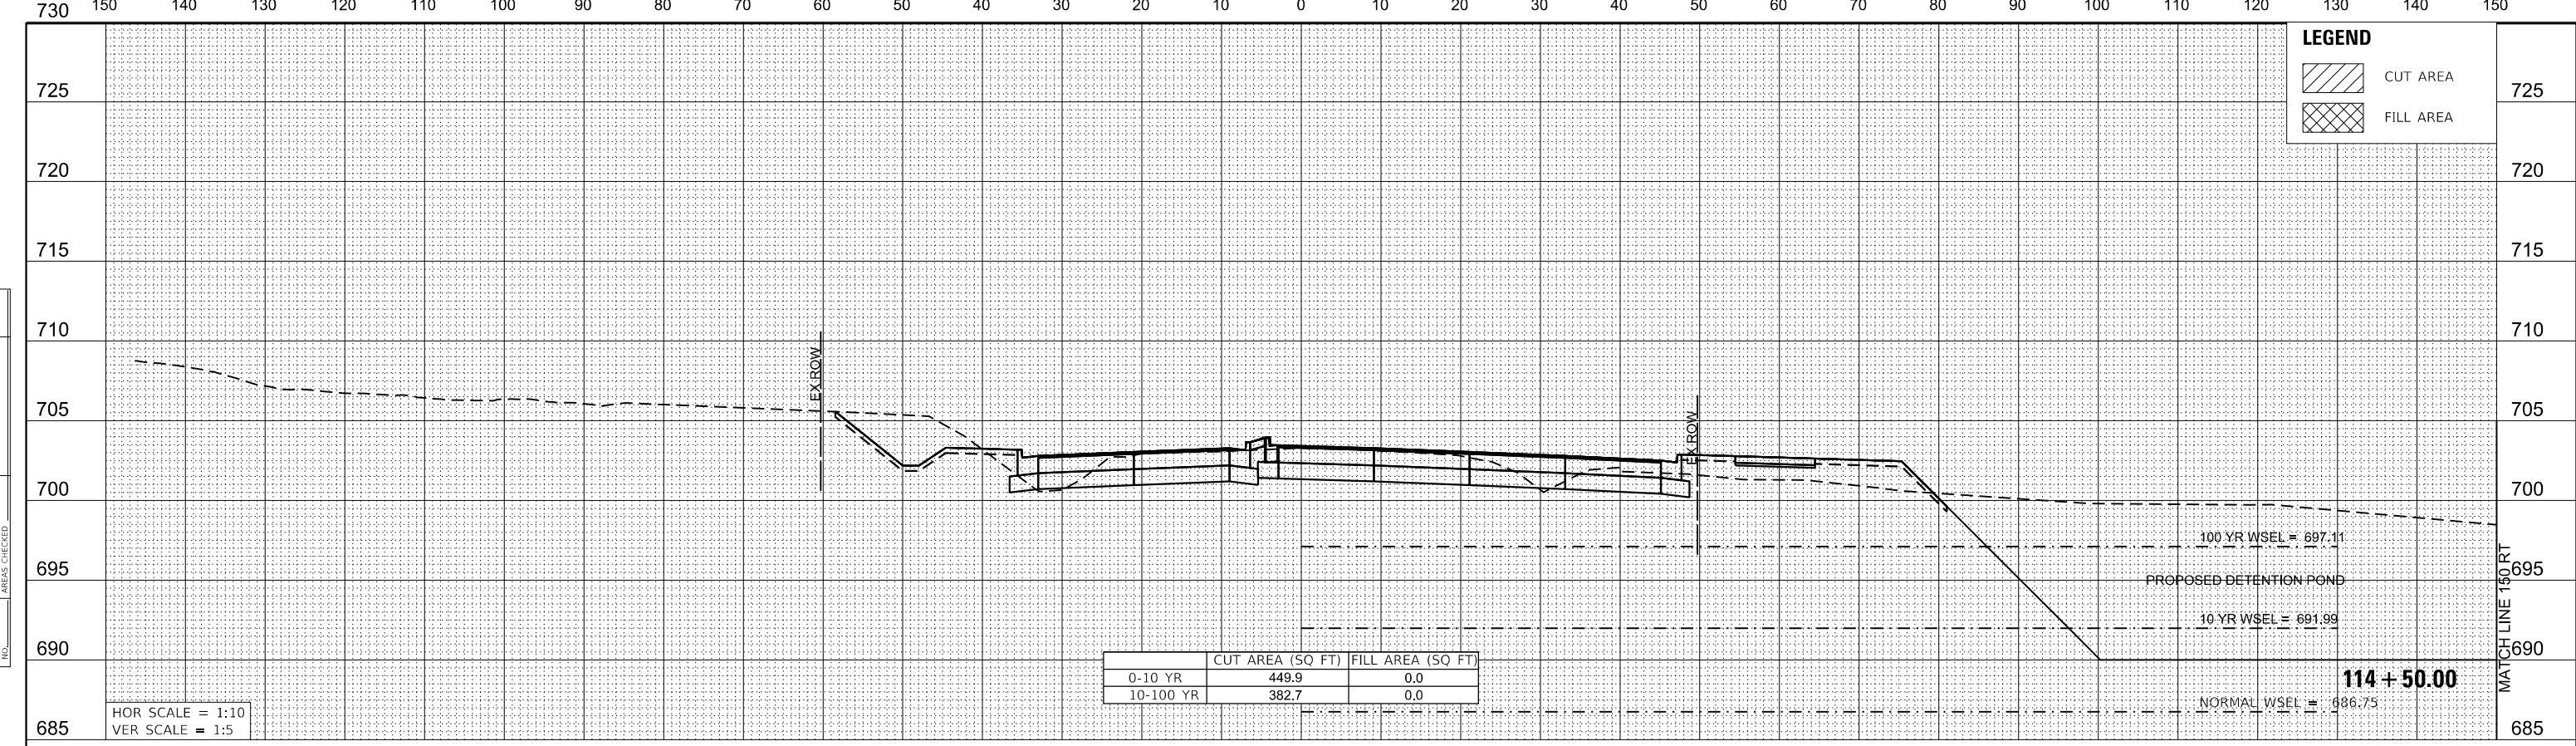 150 140 130 120 110 100 90 80 70 60 50 40 30 20 10 0 10 20 30 40 50 60 70 80 90 100 110 120 130 140 150
730
LEGEND
CUT AREA
FILL AREA
725 725
720 720
715 715
710 710
EX ROW
705 705
EX ROW
700 700
100 YR WSEL = 697.11
695 695
PROPOSED DETENTION POND
10 YR WSEL = 691.99
690 690
MATCH LINE 150 RT
CUT AREA (SQ FT) FILL AREA (SQ FT)
0-10 YR 449.9 0.0
10-100 YR 382.7 0.0
114 + 50.00
NORMAL WSEL = 686.75
HOR SCALE = 1:10
VER SCALE = 1:5
685 685
AREAS CHECKED
NO.